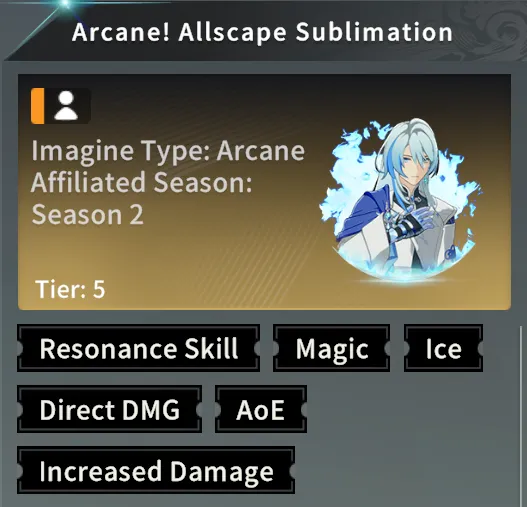 Arcane! Allscape Sublimation
Imagine Type: Arcane
Affiliated Season:
Season 2
Tier: 5
Resonance Skill Magic Ice
Direct DMG AoE
Increased Damage